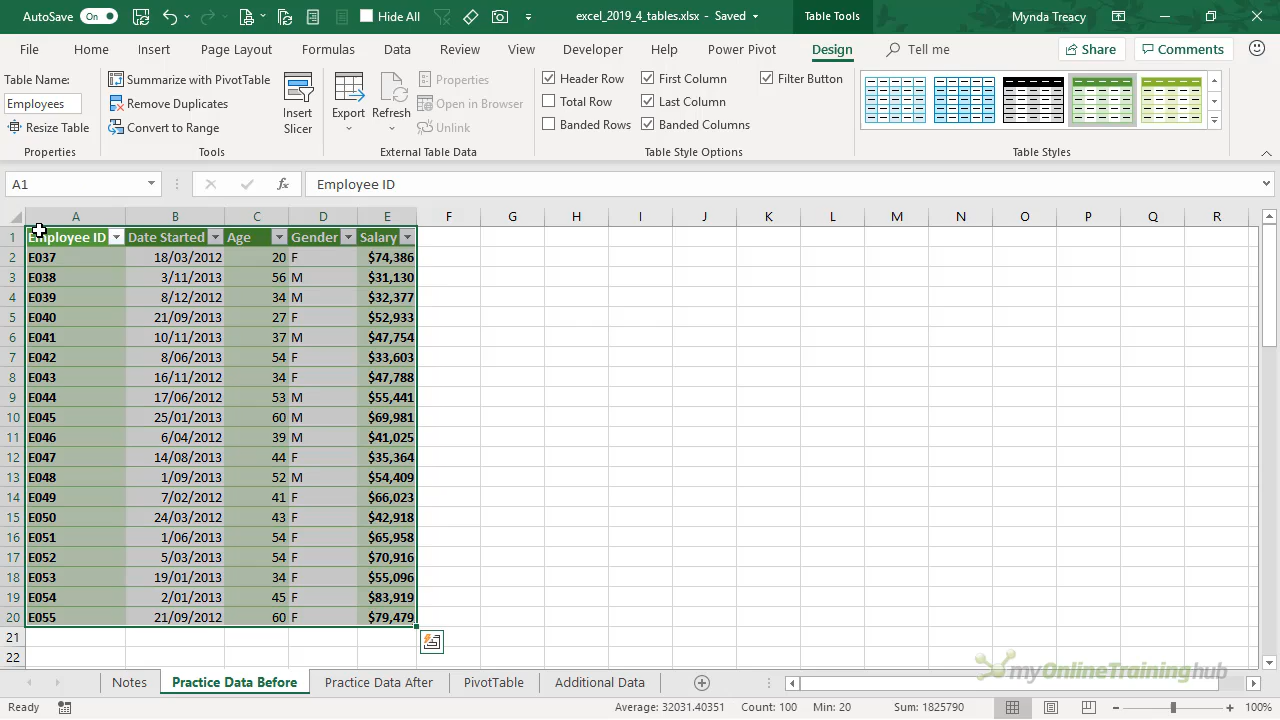 AutoSave On Hide All excel_2019_4_tables.xlsx - Saved Table Tools Mynda Treacy
File Home Insert Page Layout Formulas Data Review View Developer Help Power Pivot Design Tell me Share Comments
Table Name:
Employees
Resize Table
Properties
Summarize with PivotTable
Remove Duplicates
Convert to Range
Insert
Slicer
Tools
Export
Refresh
Properties
Open in Browser
Unlink
External Table Data
Header Row First Column Filter Button
Total Row Last Column
Banded Rows Banded Columns
Table Style Options
Table Styles
A1 fx Employee ID
A B C D E F G H I J K L M N O P Q R
1 Employee ID Date Started Age Gender Salary
2 E037 18/03/2012 20 F $74,386
3 E038 3/11/2013 56 M $31,130
4 E039 8/12/2012 34 M $32,377
5 E040 21/09/2013 27 F $52,933
6 E041 10/11/2013 37 M $47,754
7 E042 8/06/2013 54 F $33,603
8 E043 16/11/2012 34 F $47,788
9 E044 17/06/2012 53 M $55,441
10 E045 25/01/2013 60 M $69,981
11 E046 6/04/2012 39 M $41,025
12 E047 14/08/2013 44 F $35,364
13 E048 1/09/2013 52 M $54,409
14 E049 7/02/2012 41 F $66,023
15 E050 24/03/2012 43 F $42,918
16 E051 1/06/2013 54 F $65,958
17 E052 5/03/2013 54 F $70,916
18 E053 19/01/2013 34 F $55,096
19 E054 2/01/2013 45 F $83,919
20 E055 21/09/2012 60 F $79,479
21
22
myOnlineTraininghub
Notes Practice Data Before Practice Data After PivotTable Additional Data
Ready Average: 32031.40351 Count: 100 Min: 20 Sum: 1825790 100%